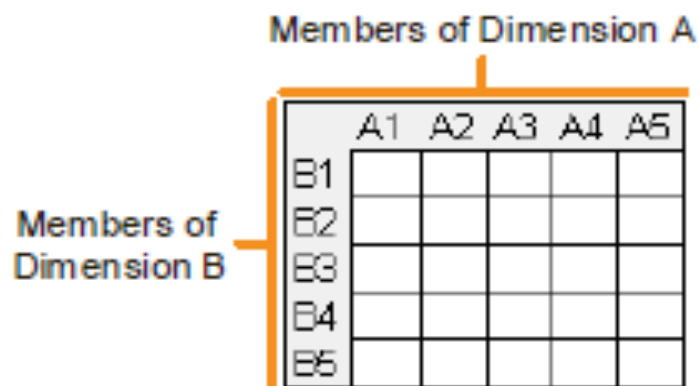 Members of Dimension A
A1 A2 A3 A4 A5
B1
B2
Members of
Dimension B
B3
B4
B5